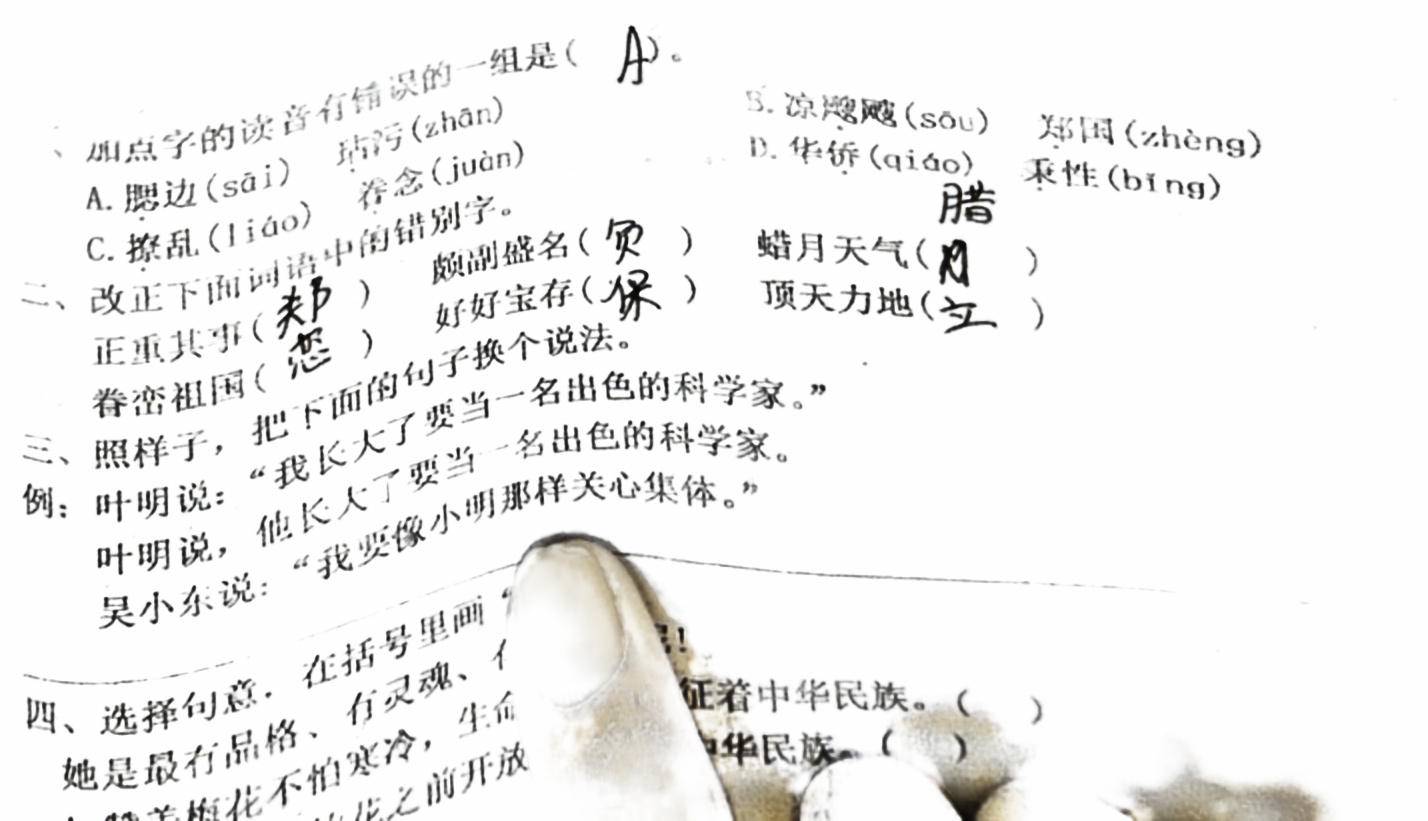 、加点字的读音有错误的一组是( A )。
A.腮边(sāi) 玷污(zhān) B.凉飕飕(sōu) 郑国(zhèng)
C.撩乱(liáo) 眷念(juàn) D.华侨(qiáo) 秉性(bǐng)
二、改正下面词语中的错别字。 腊
正重其事(郑) 颇副盛名(负) 蜡月天气(月)
眷峦祖国(恋) 好好宝存(保) 顶天力地(立)
三、照样子，把下面的句子换个说法。
例：叶明说：“我长大了要当一名出色的科学家。”
叶明说，他长大了要当一名出色的科学家。
吴小东说：“我要像小明那样关心集体。”
四、选择句意，在括号里画“ !
她是最有品格、有灵魂、 征着中华民族。( )
梅花不怕寒冷，生命 中华民族。( )
花之前开放